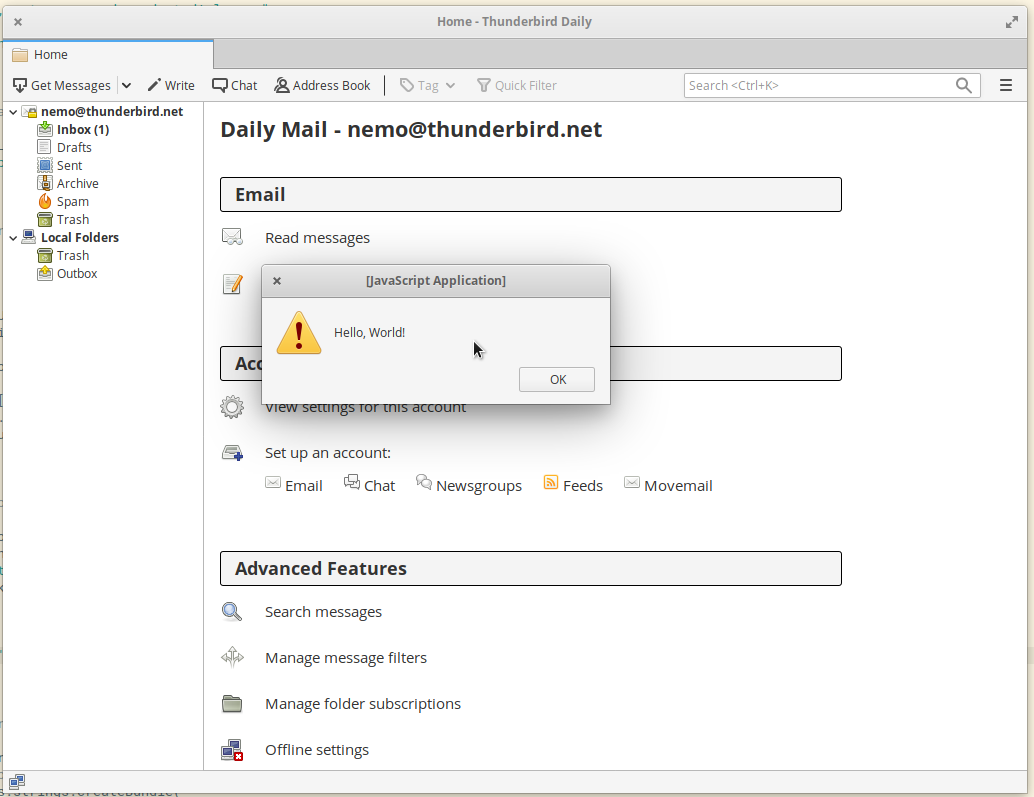 Home - Thunderbird Daily
Home
Get Messages Write Chat Address Book Tag Quick Filter Search <Ctrl+K>
nemo@thunderbird.net
Inbox (1)
Drafts
Sent
Archive
Spam
Trash
Local Folders
Trash
Outbox
Daily Mail - nemo@thunderbird.net
Email
Read messages
[JavaScript Application]
Hello, World!
OK
View settings for this account
Set up an account:
Email Chat Newsgroups Feeds Movemail
Advanced Features
Search messages
Manage message filters
Manage folder subscriptions
Offline settings